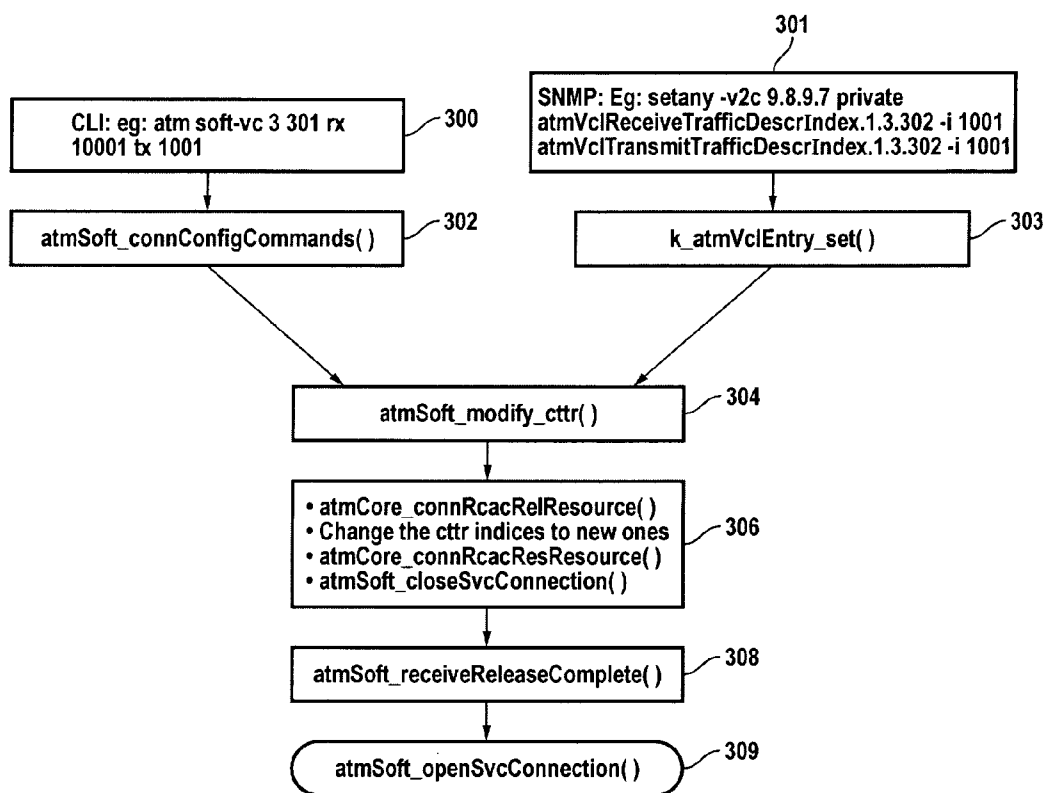 301
SNMP: Eg: setany -v2c 9.8.9.7 private
atmVclReceiveTrafficDescrIndex.1.3.302 -i 1001
atmVclTransmitTrafficDescrIndex.1.3.302 -i 1001
CLI: eg: atm soft-vc 3 301 rx
10001 tx 1001
300
atmSoft_connConfigCommands( )
302
k_atmVclEntry_set( )
303
atmSoft_modify_cttr( )
304
• atmCore_connRcacRelResource( )
• Change the cttr indices to new ones
• atmCore_connRcacResResource( )
• atmSoft_closeSvcConnection( )
306
atmSoft_receiveReleaseComplete( )
308
atmSoft_openSvcConnection( )
309